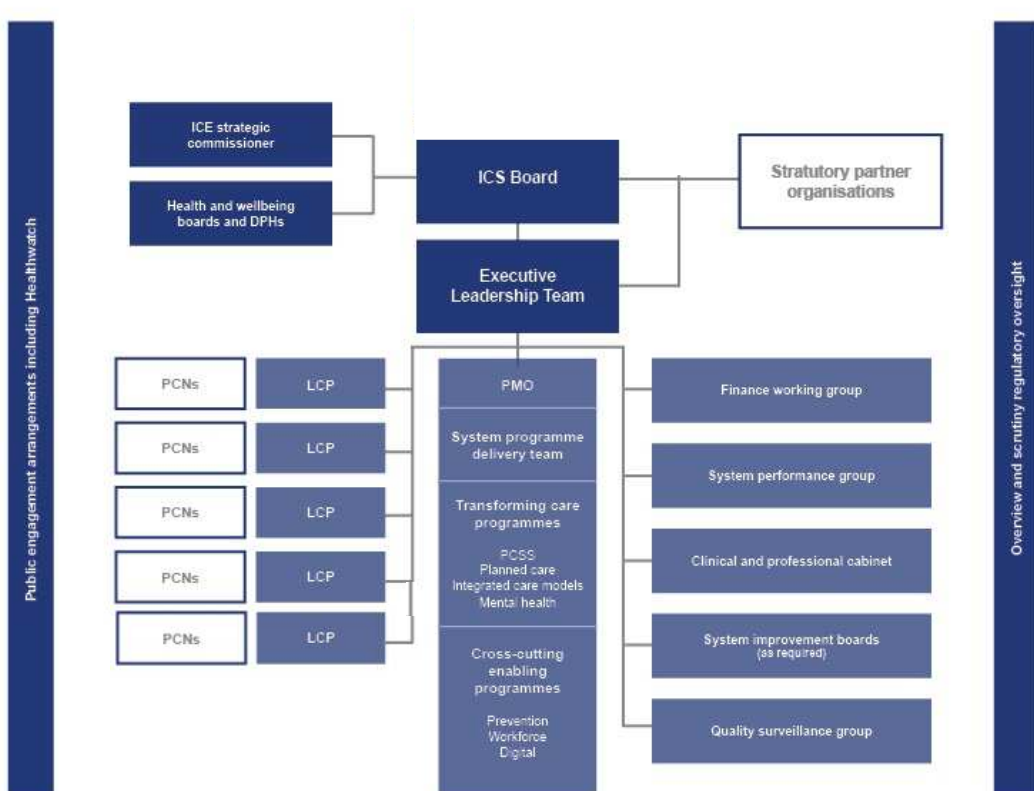 Public engagement arrangements including Healthwatch
ICE strategic
commissioner
Health and wellbeing
boards and DPHs
ICS Board
Executive
Leadership Team
Stratutory partner
organisations
PCNs
LCP
PCNs
LCP
PCNs
LCP
PCNs
LCP
PCNs
LCP
PMO
System programme
delivery team
Transforming care
programmes
PCSS
Planned care
Integrated care models
Mental health
Cross-cutting
enabling
programmes
Prevention
Workforce
Digital
Finance working group
System performance group
Clinical and professional cabinet
System improvement boards
(as required)
Quality surveillance group
Overview and scrutiny regulatory oversight